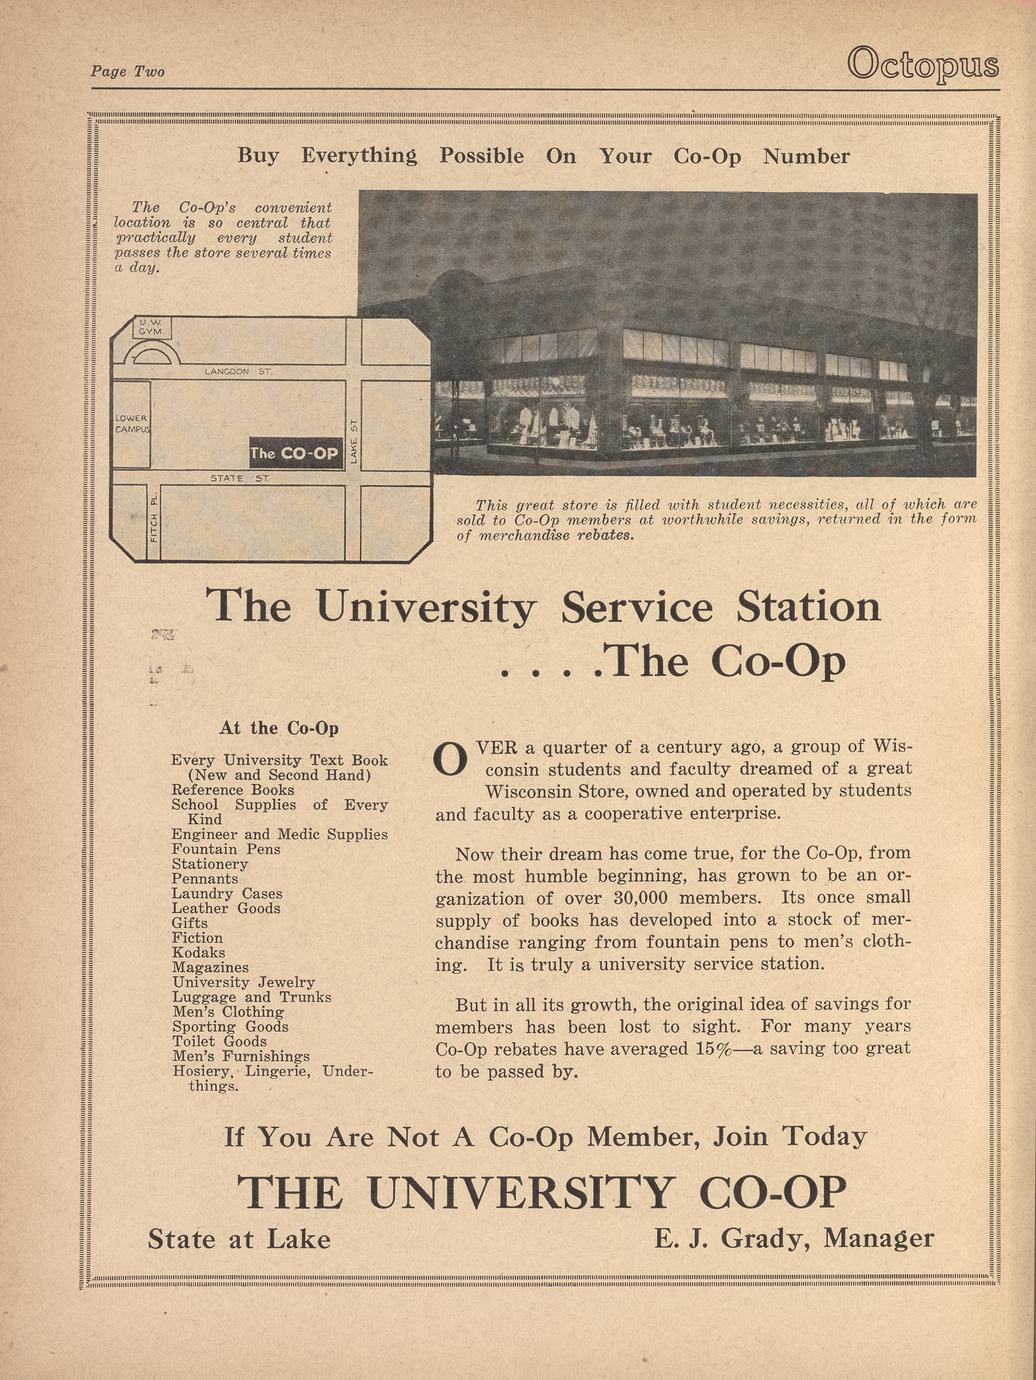 Page Two
Octopus
Buy Everything Possible On Your Co-Op Number
The Co-Op's convenient
location is so central that
practically every student
passes the store several times
a day.
U.W.
GYM
LANGDON ST.
LOWER
CAMPUS
The CO-OP
LAKE ST.
STATE ST.
FITCH PL.
This great store is filled with student necessities, all of which are
sold to Co-Op members at worthwhile savings, returned in the form
of merchandise rebates.
The University Service Station
. . . .The Co-Op
At the Co-Op
Every University Text Book
(New and Second Hand)
Reference Books
School Supplies of Every
Kind
Engineer and Medic Supplies
Fountain Pens
Stationery
Pennants
Laundry Cases
Leather Goods
Gifts
Fiction
Kodaks
Magazines
University Jewelry
Luggage and Trunks
Men's Clothing
Sporting Goods
Toilet Goods
Men's Furnishings
Hosiery, Lingerie, Under-
things.
OVER a quarter of a century ago, a group of Wis-
consin students and faculty dreamed of a great
Wisconsin Store, owned and operated by students
and faculty as a cooperative enterprise.
Now their dream has come true, for the Co-Op, from
the most humble beginning, has grown to be an or-
ganization of over 30,000 members. Its once small
supply of books has developed into a stock of mer-
chandise ranging from fountain pens to men's cloth-
ing. It is truly a university service station.
But in all its growth, the original idea of savings for
members has been lost to sight. For many years
Co-Op rebates have averaged 15%—a saving too great
to be passed by.
If You Are Not A Co-Op Member, Join Today
THE UNIVERSITY CO-OP
State at Lake
E. J. Grady, Manager